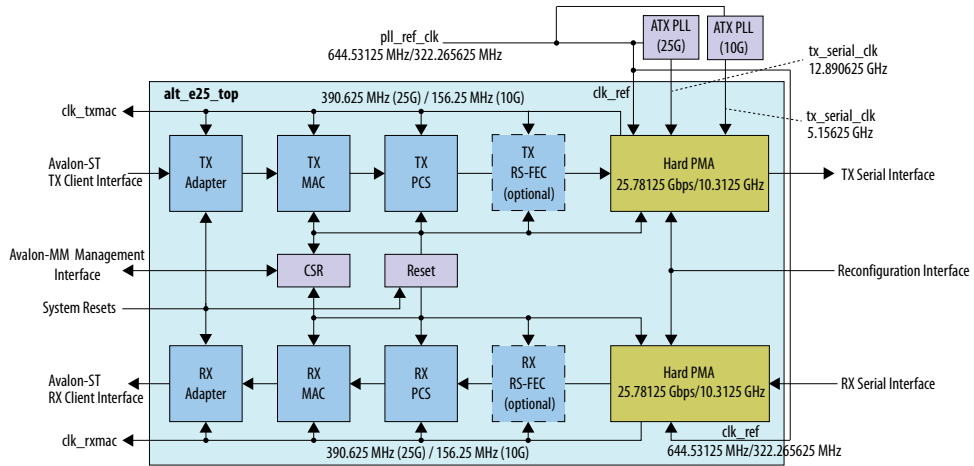 ATX PLL
(25G)
ATX PLL
(10G)
pll_ref_clk
644.53125 MHz/322.265625 MHz
tx_serial_clk
12.890625 GHz
alt_e25_top
390.625 MHz (25G) / 156.25 MHz (10G)
clk_ref
clk_txmac
tx_serial_clk
5.15625 GHz
Avalon-ST
TX Client Interface
TX
Adapter
TX
MAC
TX
PCS
TX
RS-FEC
(optional)
Hard PMA
25.78125 Gbps/10.3125 GHz
TX Serial Interface
Avalon-MM Management
Interface
CSR
Reset
Reconfiguration Interface
System Resets
Avalon-ST
RX Client Interface
RX
Adapter
RX
MAC
RX
PCS
RX
RS-FEC
(optional)
Hard PMA
25.78125 Gbps/10.3125 GHz
RX Serial Interface
clk_rxmac
390.625 MHz (25G) / 156.25 MHz (10G)
clk_ref
644.53125 MHz/322.265625 MHz